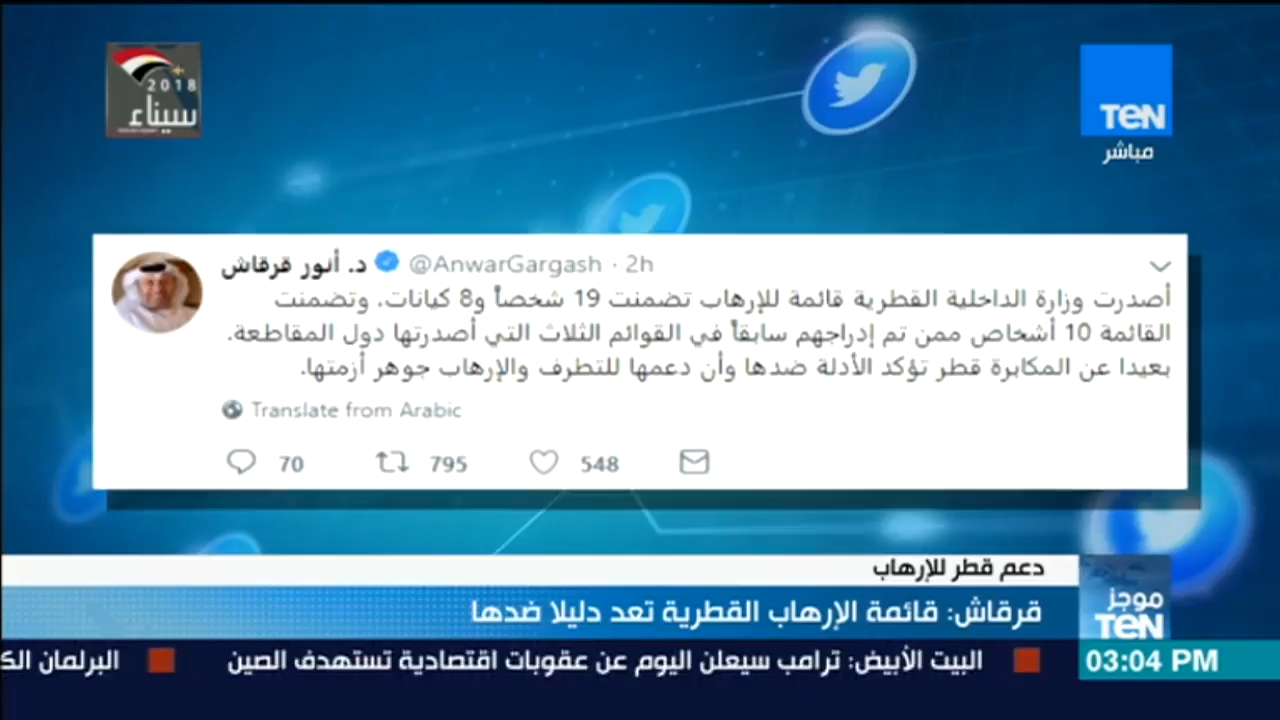 2018
سيناء
TEN
مباشر
د. أنور قرقاش @AnwarGargash · 2h
أصدرت وزارة الداخلية القطرية قائمة للإرهاب تضمنت 19 شخصاً و8 كيانات، وتضمنت
القائمة 10 أشخاص ممن تم إدراجهم سابقاً في القوائم الثلاث التي أصدرتها دول المقاطعة.
بعيدا عن المكابرة قطر تؤكد الأدلة ضدها وأن دعمها للتطرف والإرهاب جوهر أزمتها.
Translate from Arabic
70 795 548
دعم قطر للإرهاب
قرقاش: قائمة الإرهاب القطرية تعد دليلا ضدها
موجز
TEN
03:04 PM
البيت الأبيض: ترامب سيعلن اليوم عن عقوبات اقتصادية تستهدف الصين
البرلمان الك